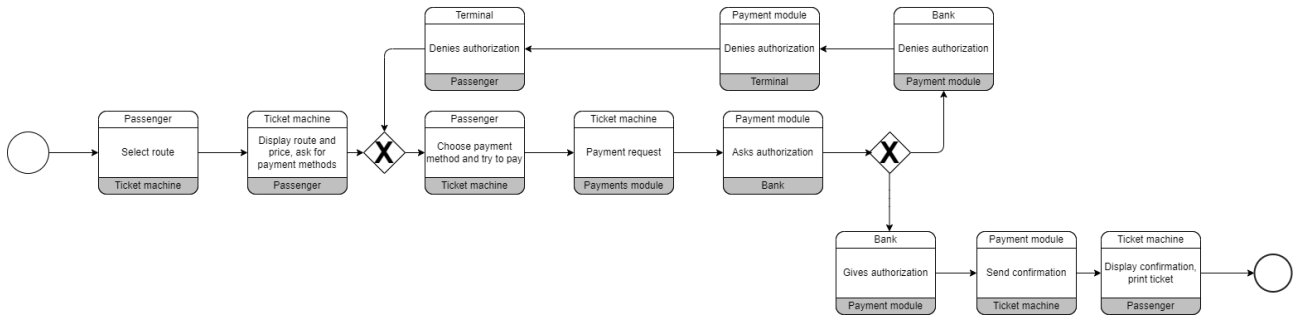 Terminal
Denies authorization
Passenger
Payment module
Denies authorization
Terminal
Bank
Denies authorization
Payment module
Passenger
Select route
Ticket machine
Ticket machine
Display route and
price, ask for
payment methods
Passenger
X
Passenger
Choose payment
method and try to pay
Ticket machine
Ticket machine
Payment request
Payments module
Payment module
Asks authorization
Bank
X
Bank
Gives authorization
Payment module
Payment module
Send confirmation
Ticket machine
Ticket machine
Display confirmation,
print ticket
Passenger